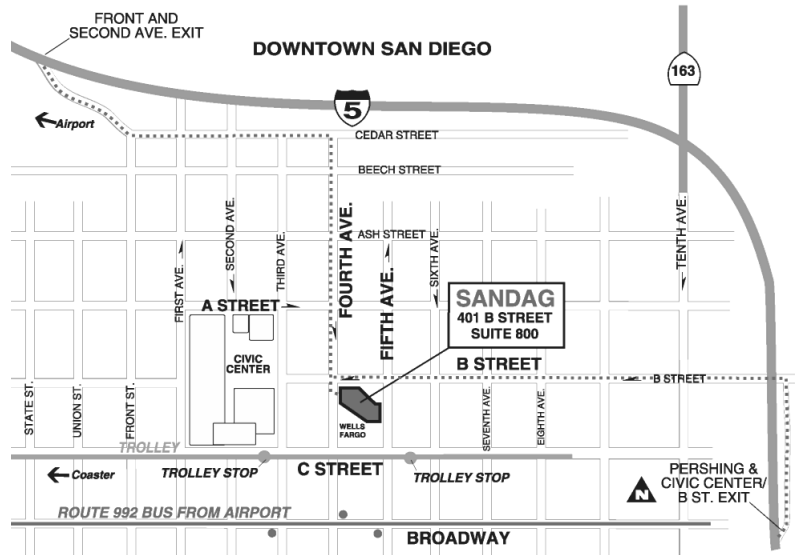 FRONT AND
SECOND AVE. EXIT
DOWNTOWN SAN DIEGO
163
5
Airport
CEDAR STREET
BEECH STREET
ASH STREET
FIRST AVE.
SECOND AVE.
THIRD AVE.
FOURTH AVE.
FIFTH AVE.
SIXTH AVE.
TENTH AVE.
A STREET
SANDAG
401 B STREET
SUITE 800
CIVIC
CENTER
B STREET
B STREET
STATE ST.
UNION ST.
FRONT ST.
WELLS
FARGO
SEVENTH AVE.
EIGHTH AVE.
TROLLEY
Coaster
TROLLEY STOP
C STREET
TROLLEY STOP
PERSHING &
CIVIC CENTER/
B ST. EXIT
N
ROUTE 992 BUS FROM AIRPORT
BROADWAY